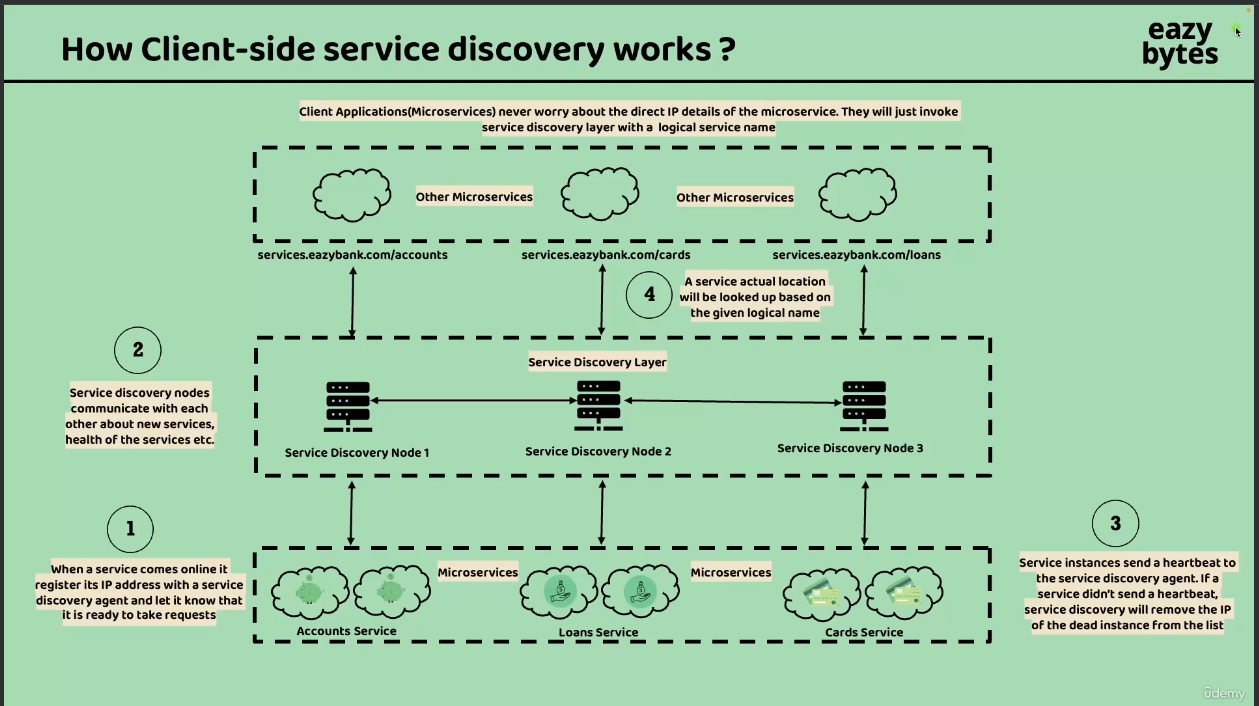 How Client-side service discovery works ?
eazy
bytes
Client Applications(Microservices) never worry about the direct IP details of the microservice. They will just invoke
service discovery layer with a logical service name
Other Microservices
Other Microservices
services.eazybank.com/accounts
services.eazybank.com/cards
services.eazybank.com/loans
4
A service actual location
will be looked up based on
the given logical name
2
Service discovery nodes
communicate with each
other about new services,
health of the services etc.
Service Discovery Layer
Service Discovery Node 1
Service Discovery Node 2
Service Discovery Node 3
1
When a service comes online it
register its IP address with a service
discovery agent and let it know that
it is ready to take requests
Microservices
Microservices
Accounts Service
Loans Service
Cards Service
3
Service instances send a heartbeat to
the service discovery agent. If a
service didn't send a heartbeat,
service discovery will remove the IP
of the dead instance from the list
udemy